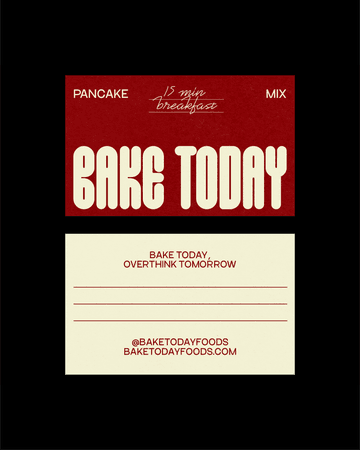 PANCAKE 15 min MIX
breakfast
BAKE TODAY
BAKE TODAY,
OVERTHINK TOMORROW
@BAKETODAYFOODS
BAKETODAYFOODS.COM